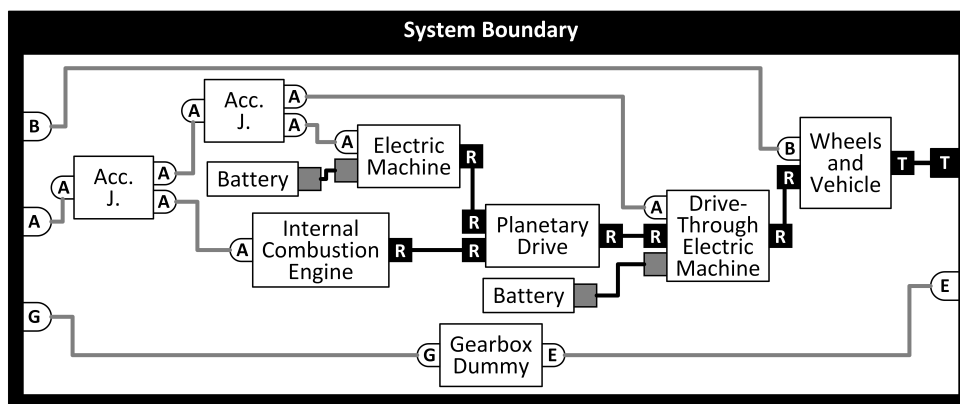 System Boundary
B
A
G
A
Acc.
J.
A
A
A
Acc.
J.
A
A
A
Electric
Machine
R
Battery
A
Internal
Combustion
Engine
R
R
R
Planetary
Drive
R
Battery
A
R
Drive-
Through
Electric
Machine
R
B
R
Wheels
and
Vehicle
T
T
G
Gearbox
Dummy
E
E